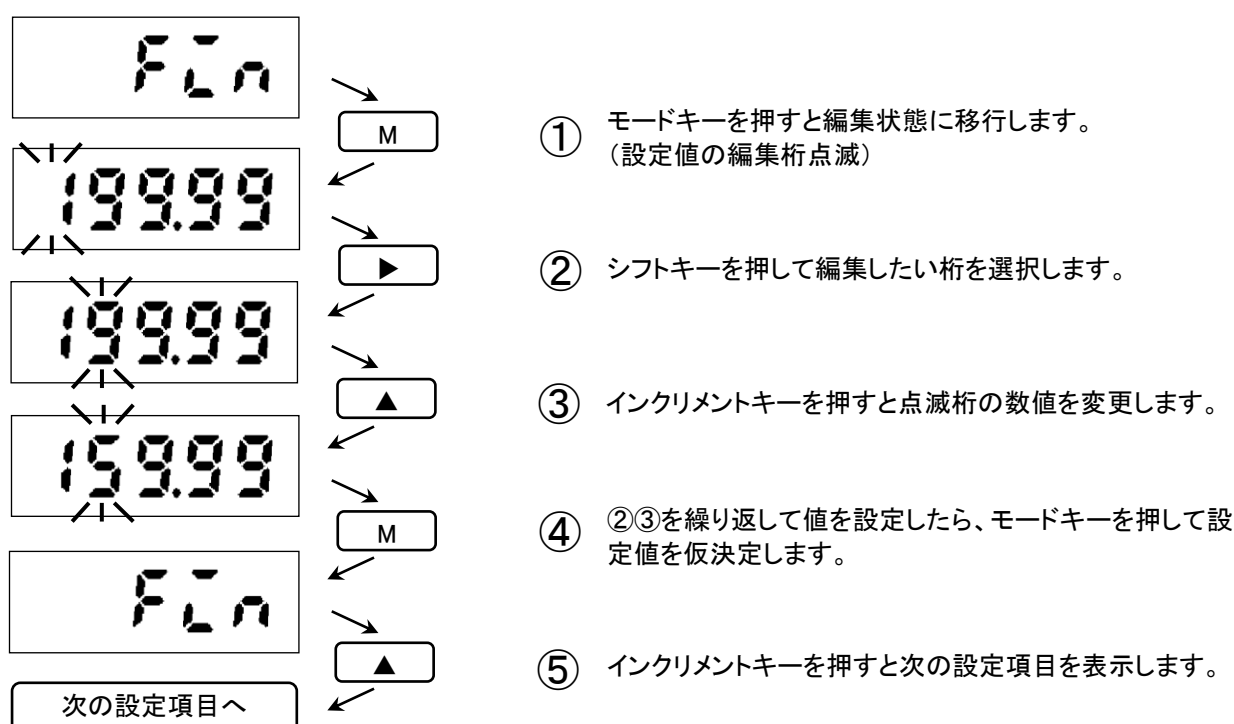 Fin
M
① モードキーを押すと編集状態に移行します。
(設定値の編集桁点滅)
199.99
▶
② シフトキーを押して編集したい桁を選択します。
199.99
▲
③ インクリメントキーを押すと点滅桁の数値を変更します。
159.99
M
④ ②③を繰り返して値を設定したら、モードキーを押して設
定値を仮決定します。
Fin
▲
⑤ インクリメントキーを押すと次の設定項目を表示します。
次の設定項目へ